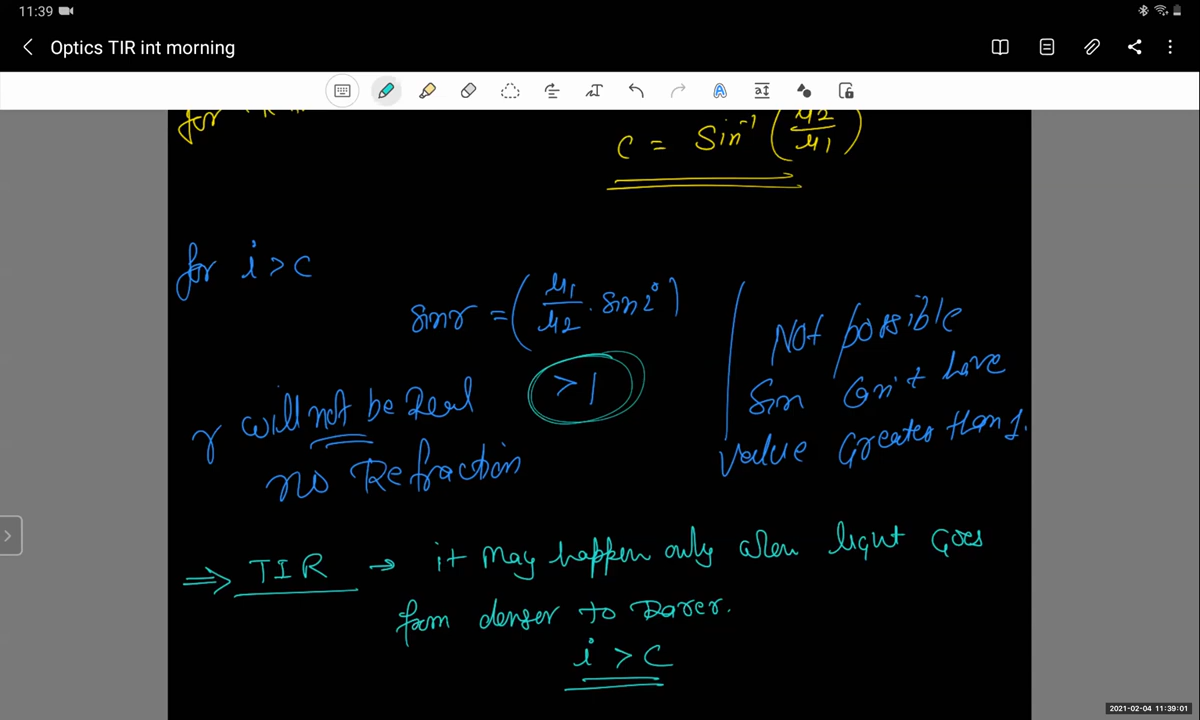 11:39
Optics TIR int morning
for
C = Sin⁻¹ (μ2/μ1)
for i > C
sinr = (μ1/μ2 . sin i)
> 1
Not possible
Sin Can't have
value Greater than 1.
r will not be Real
no Refraction
⇒ TIR → it May happen only when light Goes
from denser to Rarer.
i > C
2021-02-04 11:39:01